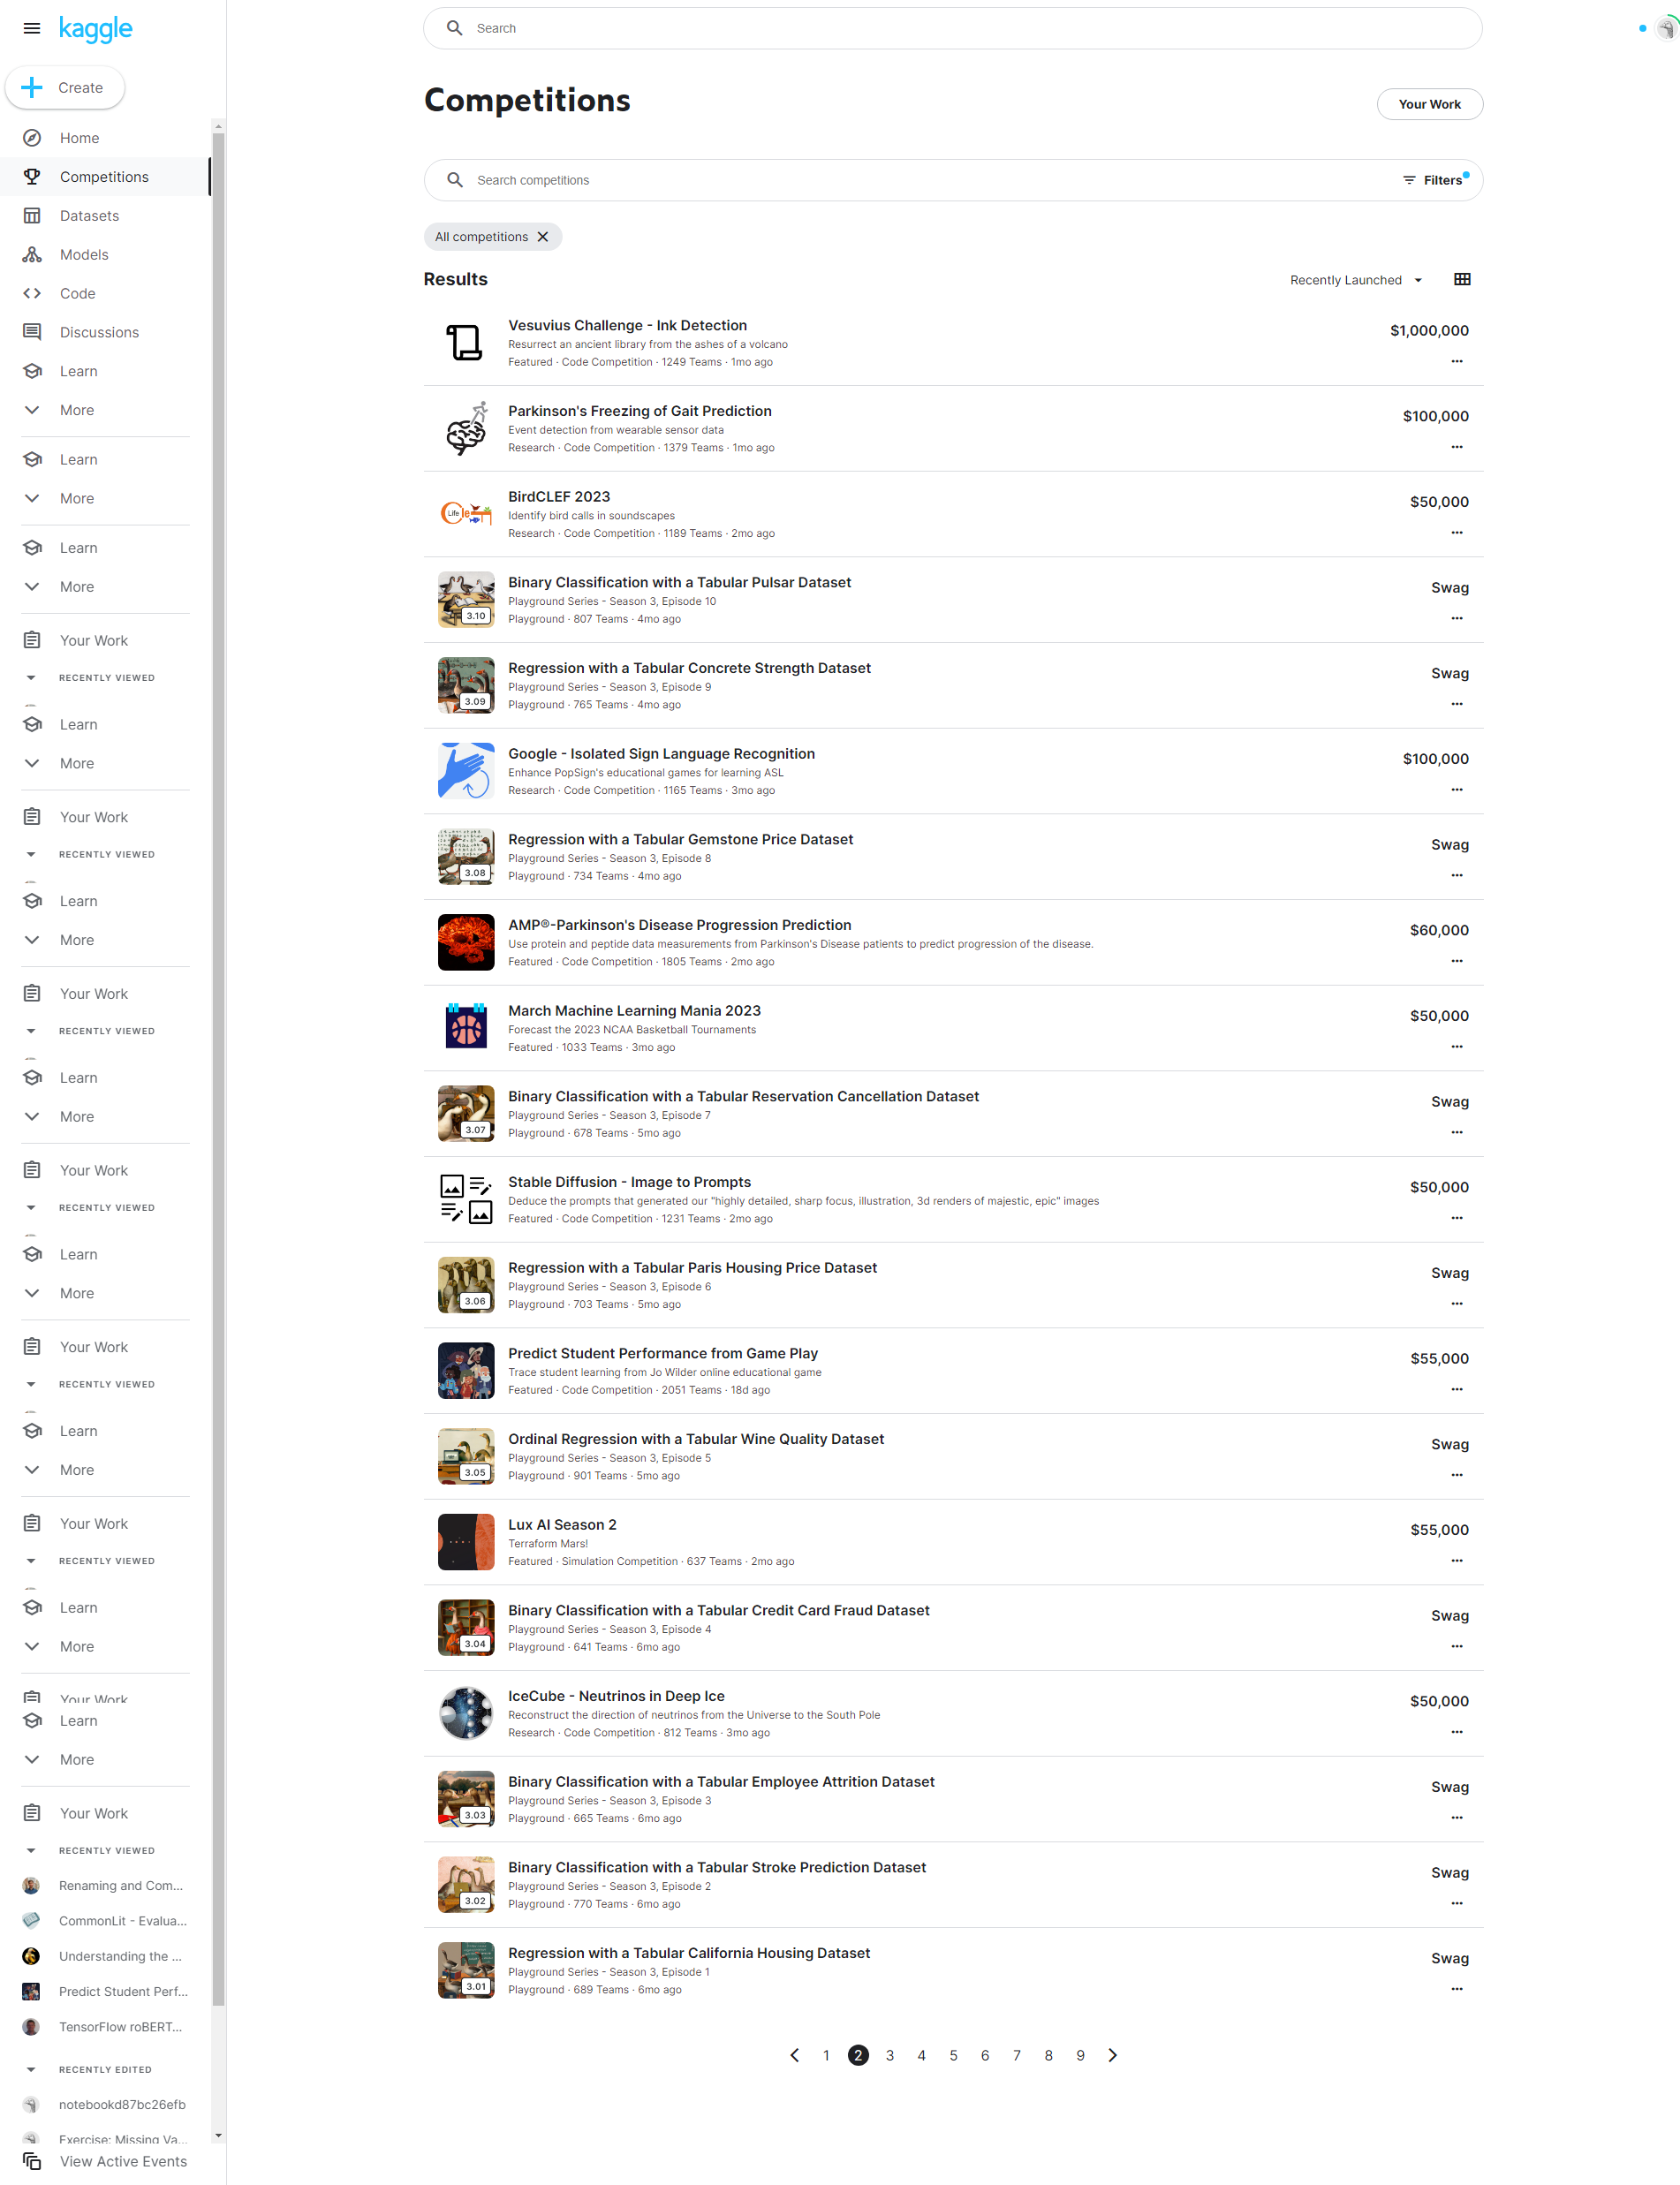 kaggle
Create
Home
Competitions
Datasets
Models
Code
Discussions
Learn
More
Learn
More
Learn
More
Your Work
RECENTLY VIEWED
Learn
More
Your Work
RECENTLY VIEWED
Learn
More
Your Work
RECENTLY VIEWED
Learn
More
Your Work
RECENTLY VIEWED
Learn
More
Your Work
RECENTLY VIEWED
Learn
More
Your Work
RECENTLY VIEWED
Learn
More
Your Work
Learn
More
Your Work
RECENTLY VIEWED
Renaming and Com...
CommonLit - Evalua...
Understanding the ...
Predict Student Perf...
TensorFlow roBERT...
RECENTLY EDITED
notebookd87bc26efb
Exercise: Missing Va...
View Active Events
Search
Competitions
Your Work
Search competitions
Filters
All competitions
Results
Recently Launched
Vesuvius Challenge - Ink Detection
Resurrect an ancient library from the ashes of a volcano
Featured · Code Competition · 1249 Teams · 1mo ago
$1,000,000
Parkinson's Freezing of Gait Prediction
Event detection from wearable sensor data
Research · Code Competition · 1379 Teams · 1mo ago
$100,000
Life
Clef
BirdCLEF 2023
Identify bird calls in soundscapes
Research · Code Competition · 1189 Teams · 2mo ago
$50,000
3.10
Binary Classification with a Tabular Pulsar Dataset
Playground Series - Season 3, Episode 10
Playground · 807 Teams · 4mo ago
Swag
3.09
Regression with a Tabular Concrete Strength Dataset
Playground Series - Season 3, Episode 9
Playground · 765 Teams · 4mo ago
Swag
Google - Isolated Sign Language Recognition
Enhance PopSign's educational games for learning ASL
Research · Code Competition · 1165 Teams · 3mo ago
$100,000
3.08
Regression with a Tabular Gemstone Price Dataset
Playground Series - Season 3, Episode 8
Playground · 734 Teams · 4mo ago
Swag
AMP®-Parkinson's Disease Progression Prediction
Use protein and peptide data measurements from Parkinson's Disease patients to predict progression of the disease.
Featured · Code Competition · 1805 Teams · 2mo ago
$60,000
March Machine Learning Mania 2023
Forecast the 2023 NCAA Basketball Tournaments
Featured · 1033 Teams · 3mo ago
$50,000
3.07
Binary Classification with a Tabular Reservation Cancellation Dataset
Playground Series - Season 3, Episode 7
Playground · 678 Teams · 5mo ago
Swag
Stable Diffusion - Image to Prompts
Deduce the prompts that generated our "highly detailed, sharp focus, illustration, 3d renders of majestic, epic" images
Featured · Code Competition · 1231 Teams · 2mo ago
$50,000
3.06
Regression with a Tabular Paris Housing Price Dataset
Playground Series - Season 3, Episode 6
Playground · 703 Teams · 5mo ago
Swag
Predict Student Performance from Game Play
Trace student learning from Jo Wilder online educational game
Featured · Code Competition · 2051 Teams · 18d ago
$55,000
3.05
Ordinal Regression with a Tabular Wine Quality Dataset
Playground Series - Season 3, Episode 5
Playground · 901 Teams · 5mo ago
Swag
Lux AI Season 2
Terraform Mars!
Featured · Simulation Competition · 637 Teams · 2mo ago
$55,000
3.04
Binary Classification with a Tabular Credit Card Fraud Dataset
Playground Series - Season 3, Episode 4
Playground · 641 Teams · 6mo ago
Swag
IceCube - Neutrinos in Deep Ice
Reconstruct the direction of neutrinos from the Universe to the South Pole
Research · Code Competition · 812 Teams · 3mo ago
$50,000
3.03
Binary Classification with a Tabular Employee Attrition Dataset
Playground Series - Season 3, Episode 3
Playground · 665 Teams · 6mo ago
Swag
3.02
Binary Classification with a Tabular Stroke Prediction Dataset
Playground Series - Season 3, Episode 2
Playground · 770 Teams · 6mo ago
Swag
3.01
Regression with a Tabular California Housing Dataset
Playground Series - Season 3, Episode 1
Playground · 689 Teams · 6mo ago
Swag
1 2 3 4 5 6 7 8 9